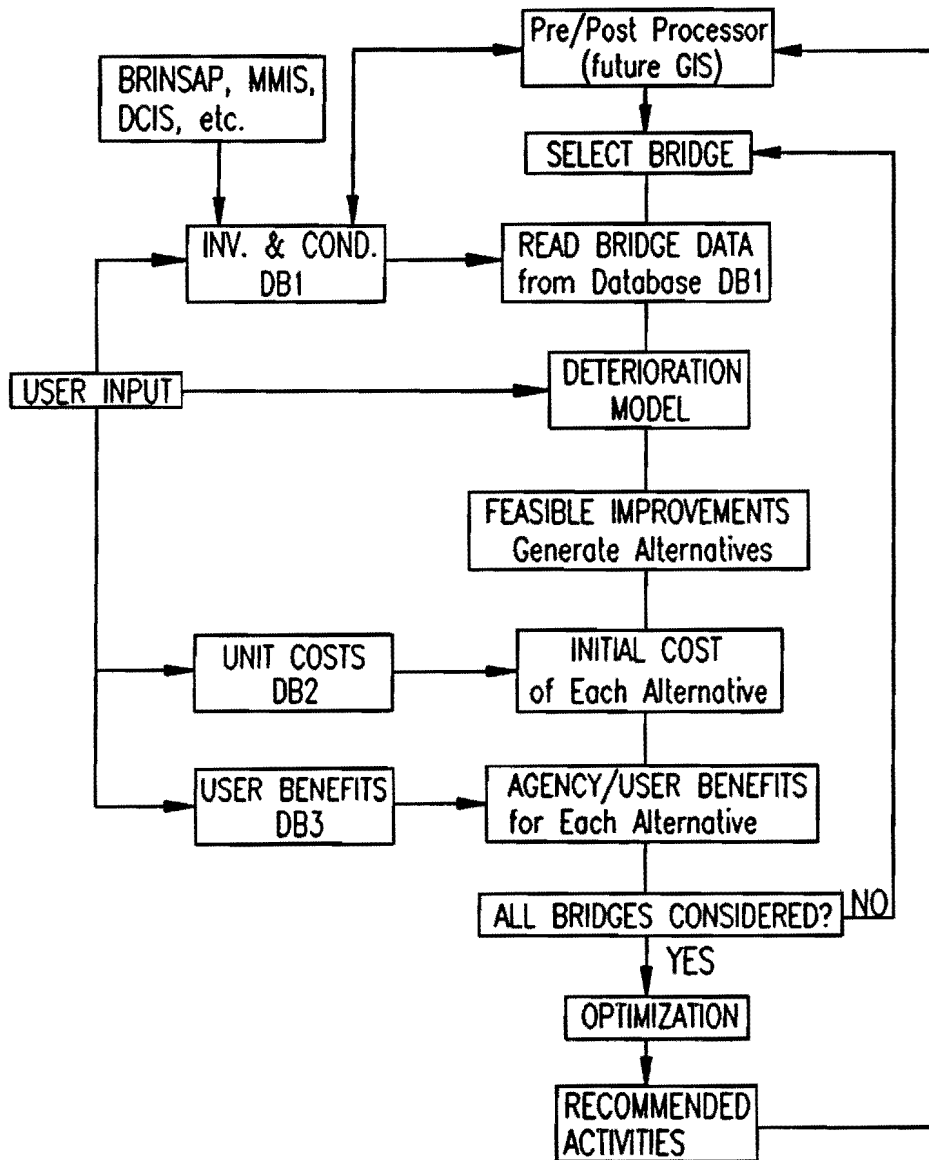 Pre/Post Processor
(future GIS)
BRINSAP, MMIS,
DCIS, etc.
SELECT BRIDGE
INV. & COND.
DB1
READ BRIDGE DATA
from Database DB1
USER INPUT
DETERIORATION
MODEL
FEASIBLE IMPROVEMENTS
Generate Alternatives
UNIT COSTS
DB2
INITIAL COST
of Each Alternative
USER BENEFITS
DB3
AGENCY/USER BENEFITS
for Each Alternative
ALL BRIDGES CONSIDERED?
NO
YES
OPTIMIZATION
RECOMMENDED
ACTIVITIES